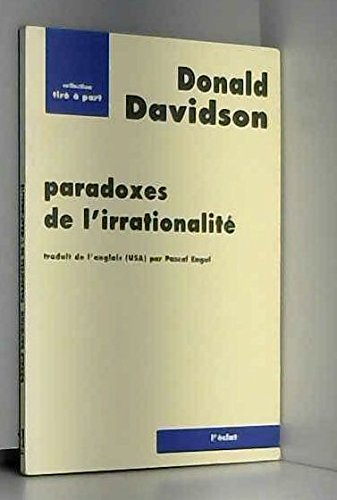 collection
tiré à part
Donald
Davidson
paradoxes
de l'irrationalité
traduit de l'anglais (USA) par Pascal Engel
l'éclat